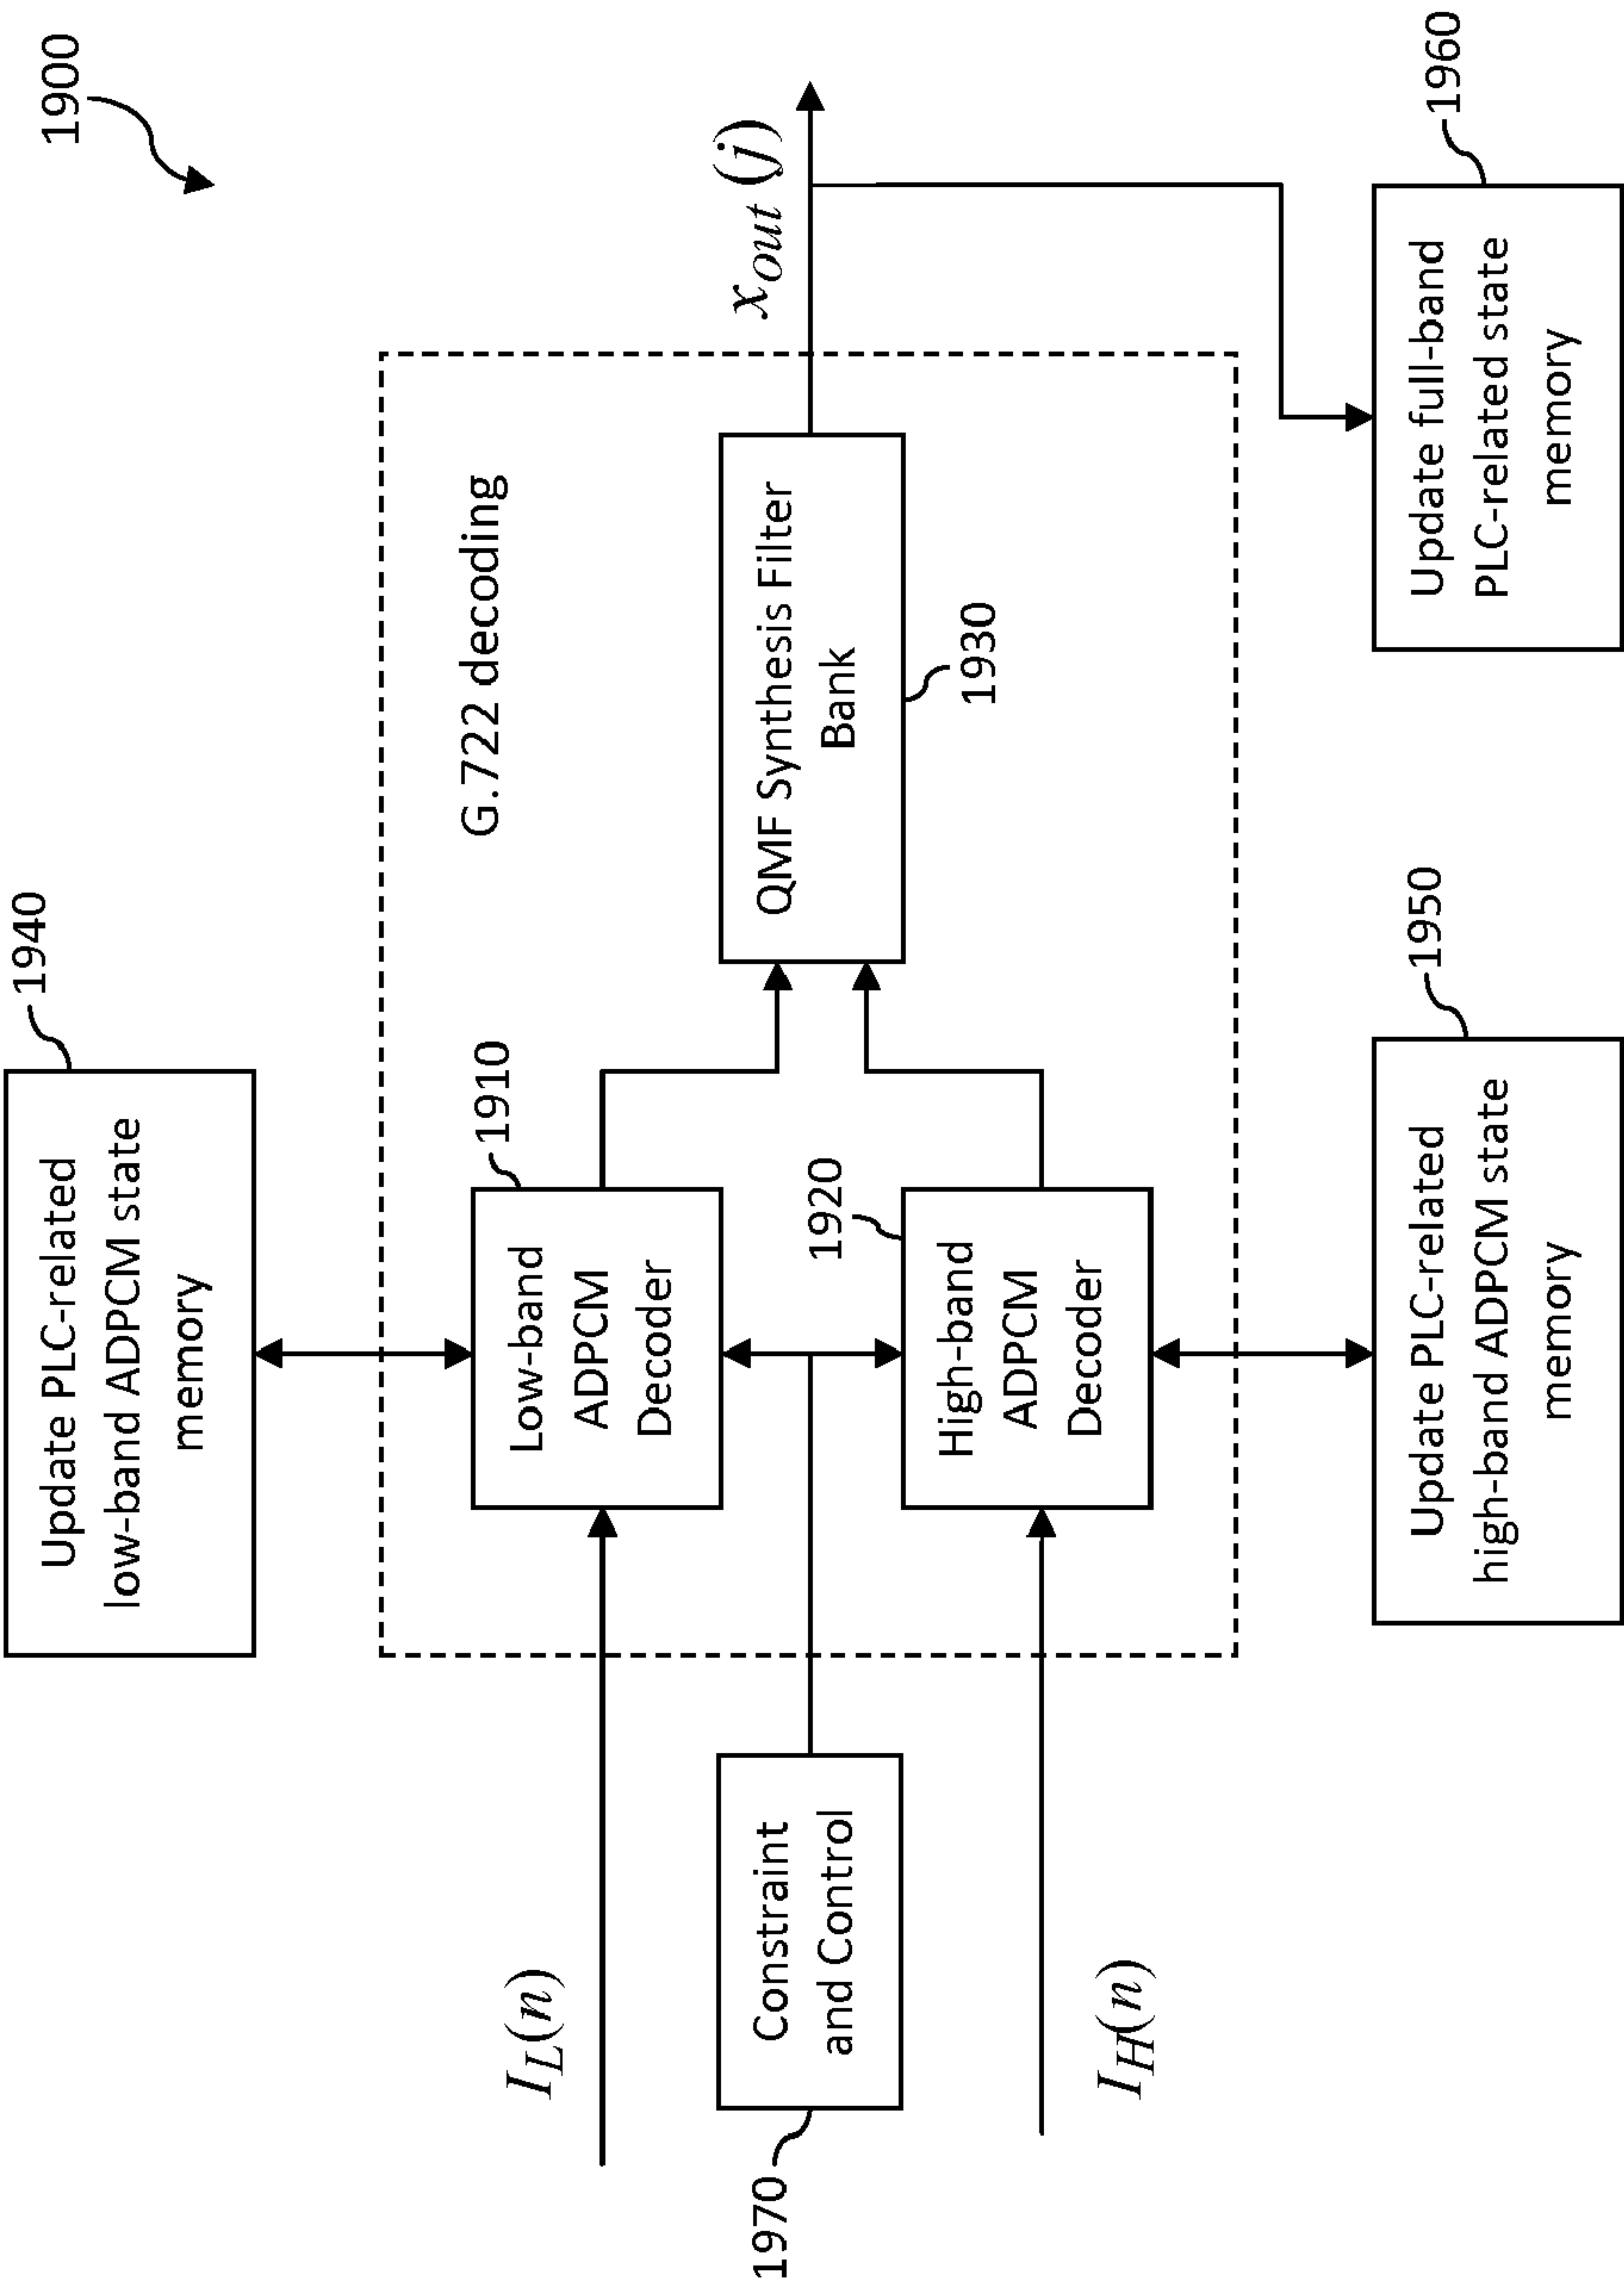 1900
1940
Update PLC-related
low-band ADPCM state
memory
G.722 decoding
1910
Low-band
ADPCM
Decoder
I_L(n)
x_out (j)
QMF Synthesis Filter
Bank
1930
Constraint
and Control
1970
1920
High-band
ADPCM
Decoder
I_H(n)
1950
Update PLC-related
high-band ADPCM state
memory
1960
Update full-band
PLC-related state
memory